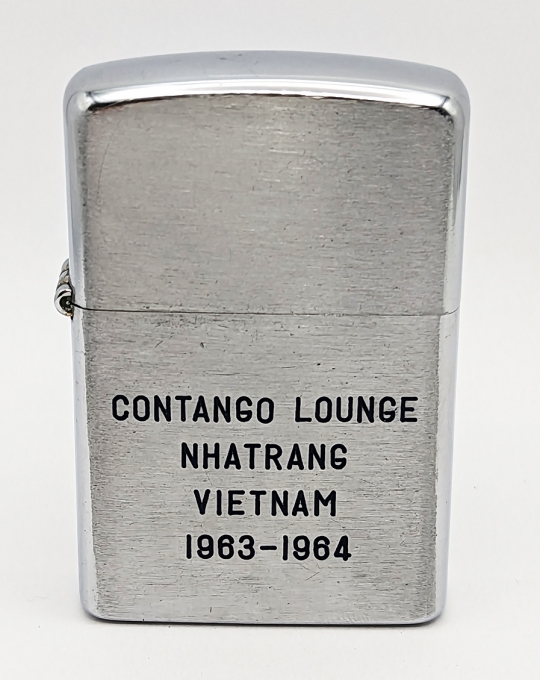 CONTANGO LOUNGE
NHATRANG
VIETNAM
1963-1964